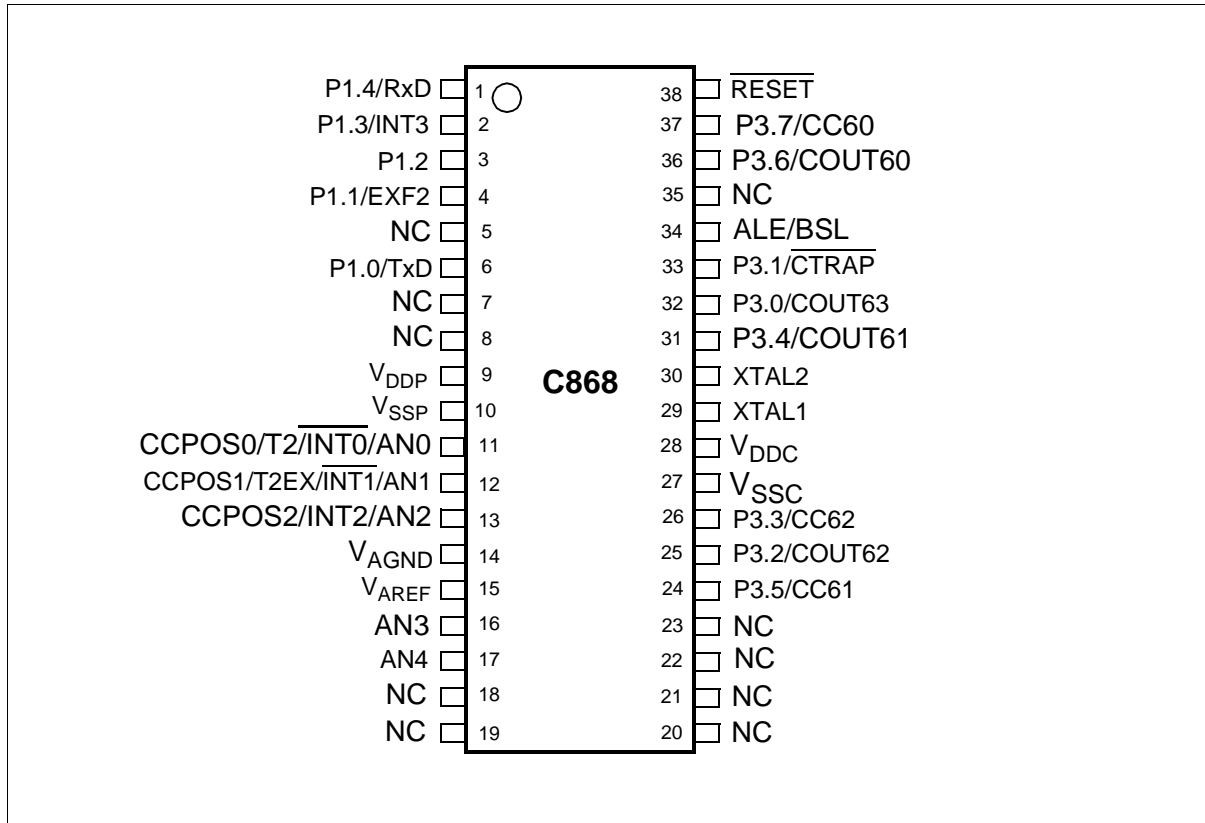 P1.4/RxD 1 38 RESET
P1.3/INT3 2 37 P3.7/CC60
P1.2 3 36 P3.6/COUT60
P1.1/EXF2 4 35 NC
NC 5 34 ALE/BSL
P1.0/TxD 6 33 P3.1/CTRAP
NC 7 32 P3.0/COUT63
NC 8 31 P3.4/COUT61
VDDP 9 C868 30 XTAL2
VSSP 10 29 XTAL1
CCPOS0/T2/INT0/AN0 11 28 VDDC
CCPOS1/T2EX/INT1/AN1 12 27 VSSC
CCPOS2/INT2/AN2 13 26 P3.3/CC62
VAGND 14 25 P3.2/COUT62
VAREF 15 24 P3.5/CC61
AN3 16 23 NC
AN4 17 22 NC
NC 18 21 NC
NC 19 20 NC